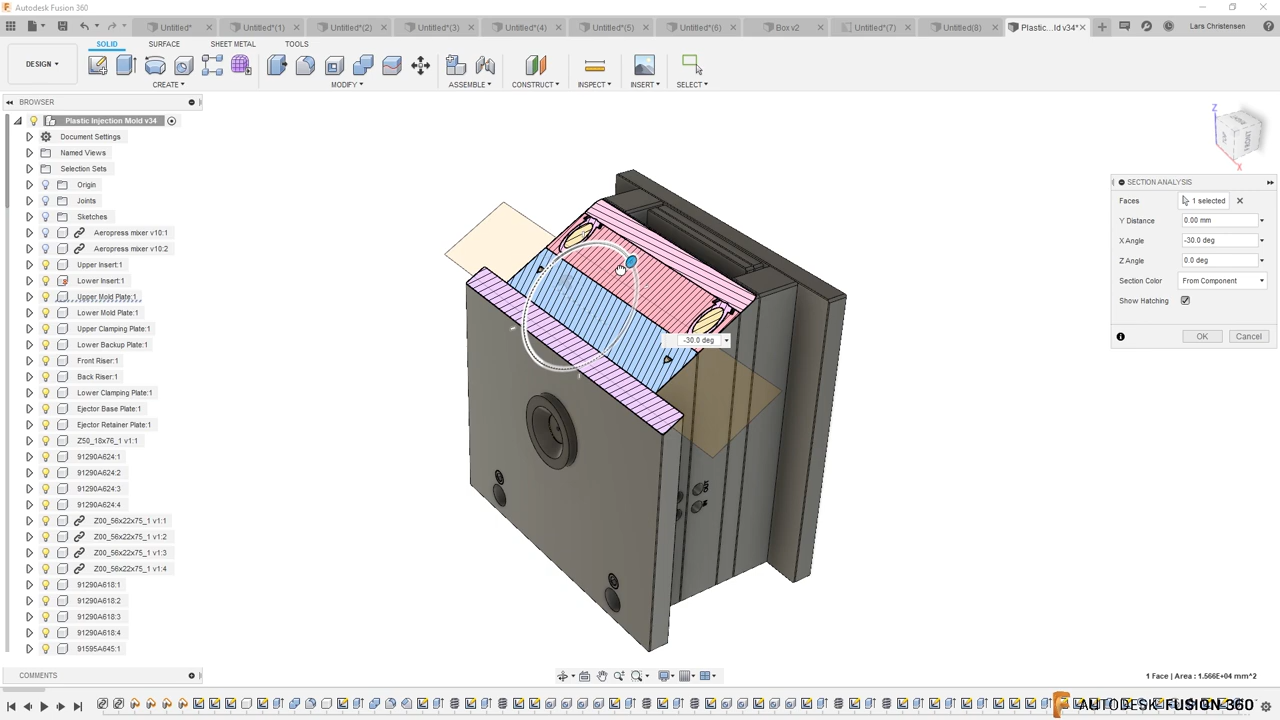 Autodesk Fusion 360
Untitled*
Untitled*(1)
Untitled*(2)
Untitled*(3)
Untitled*(4)
Untitled*(5)
Untitled*(6)
Box v2
Untitled*(7)
Untitled(8)
Plastic...ld v34*
Lars Christensen
SOLID
SURFACE
SHEET METAL
TOOLS
DESIGN
CREATE
MODIFY
ASSEMBLE
CONSTRUCT
INSPECT
INSERT
SELECT
BROWSER
Plastic Injection Mold v34
Document Settings
Named Views
Selection Sets
Origin
Joints
Sketches
Aeropress mixer v10:1
Aeropress mixer v10:2
Upper Insert:1
Lower Insert:1
Upper Mold Plate:1
Lower Mold Plate:1
Upper Clamping Plate:1
Lower Backup Plate:1
Front Riser:1
Back Riser:1
Lower Clamping Plate:1
Ejector Base Plate:1
Ejector Retainer Plate:1
Z50_18x76_1 v1:1
91290A624:1
91290A624:2
91290A624:3
91290A624:4
Z00_56x22x75_1 v1:1
Z00_56x22x75_1 v1:2
Z00_56x22x75_1 v1:3
Z00_56x22x75_1 v1:4
91290A618:1
91290A618:2
91290A618:3
91290A618:4
91595A645:1
COMMENTS
Z
X
-30.0 deg
OUT
IN
SECTION ANALYSIS
Faces
1 selected
Y Distance
0.00 mm
X Angle
-30.0 deg
Z Angle
0.0 deg
Section Color
From Component
Show Hatching
OK
Cancel
1 Face | Area : 1.566E+04 mm^2
AUTODESK FUSION 360